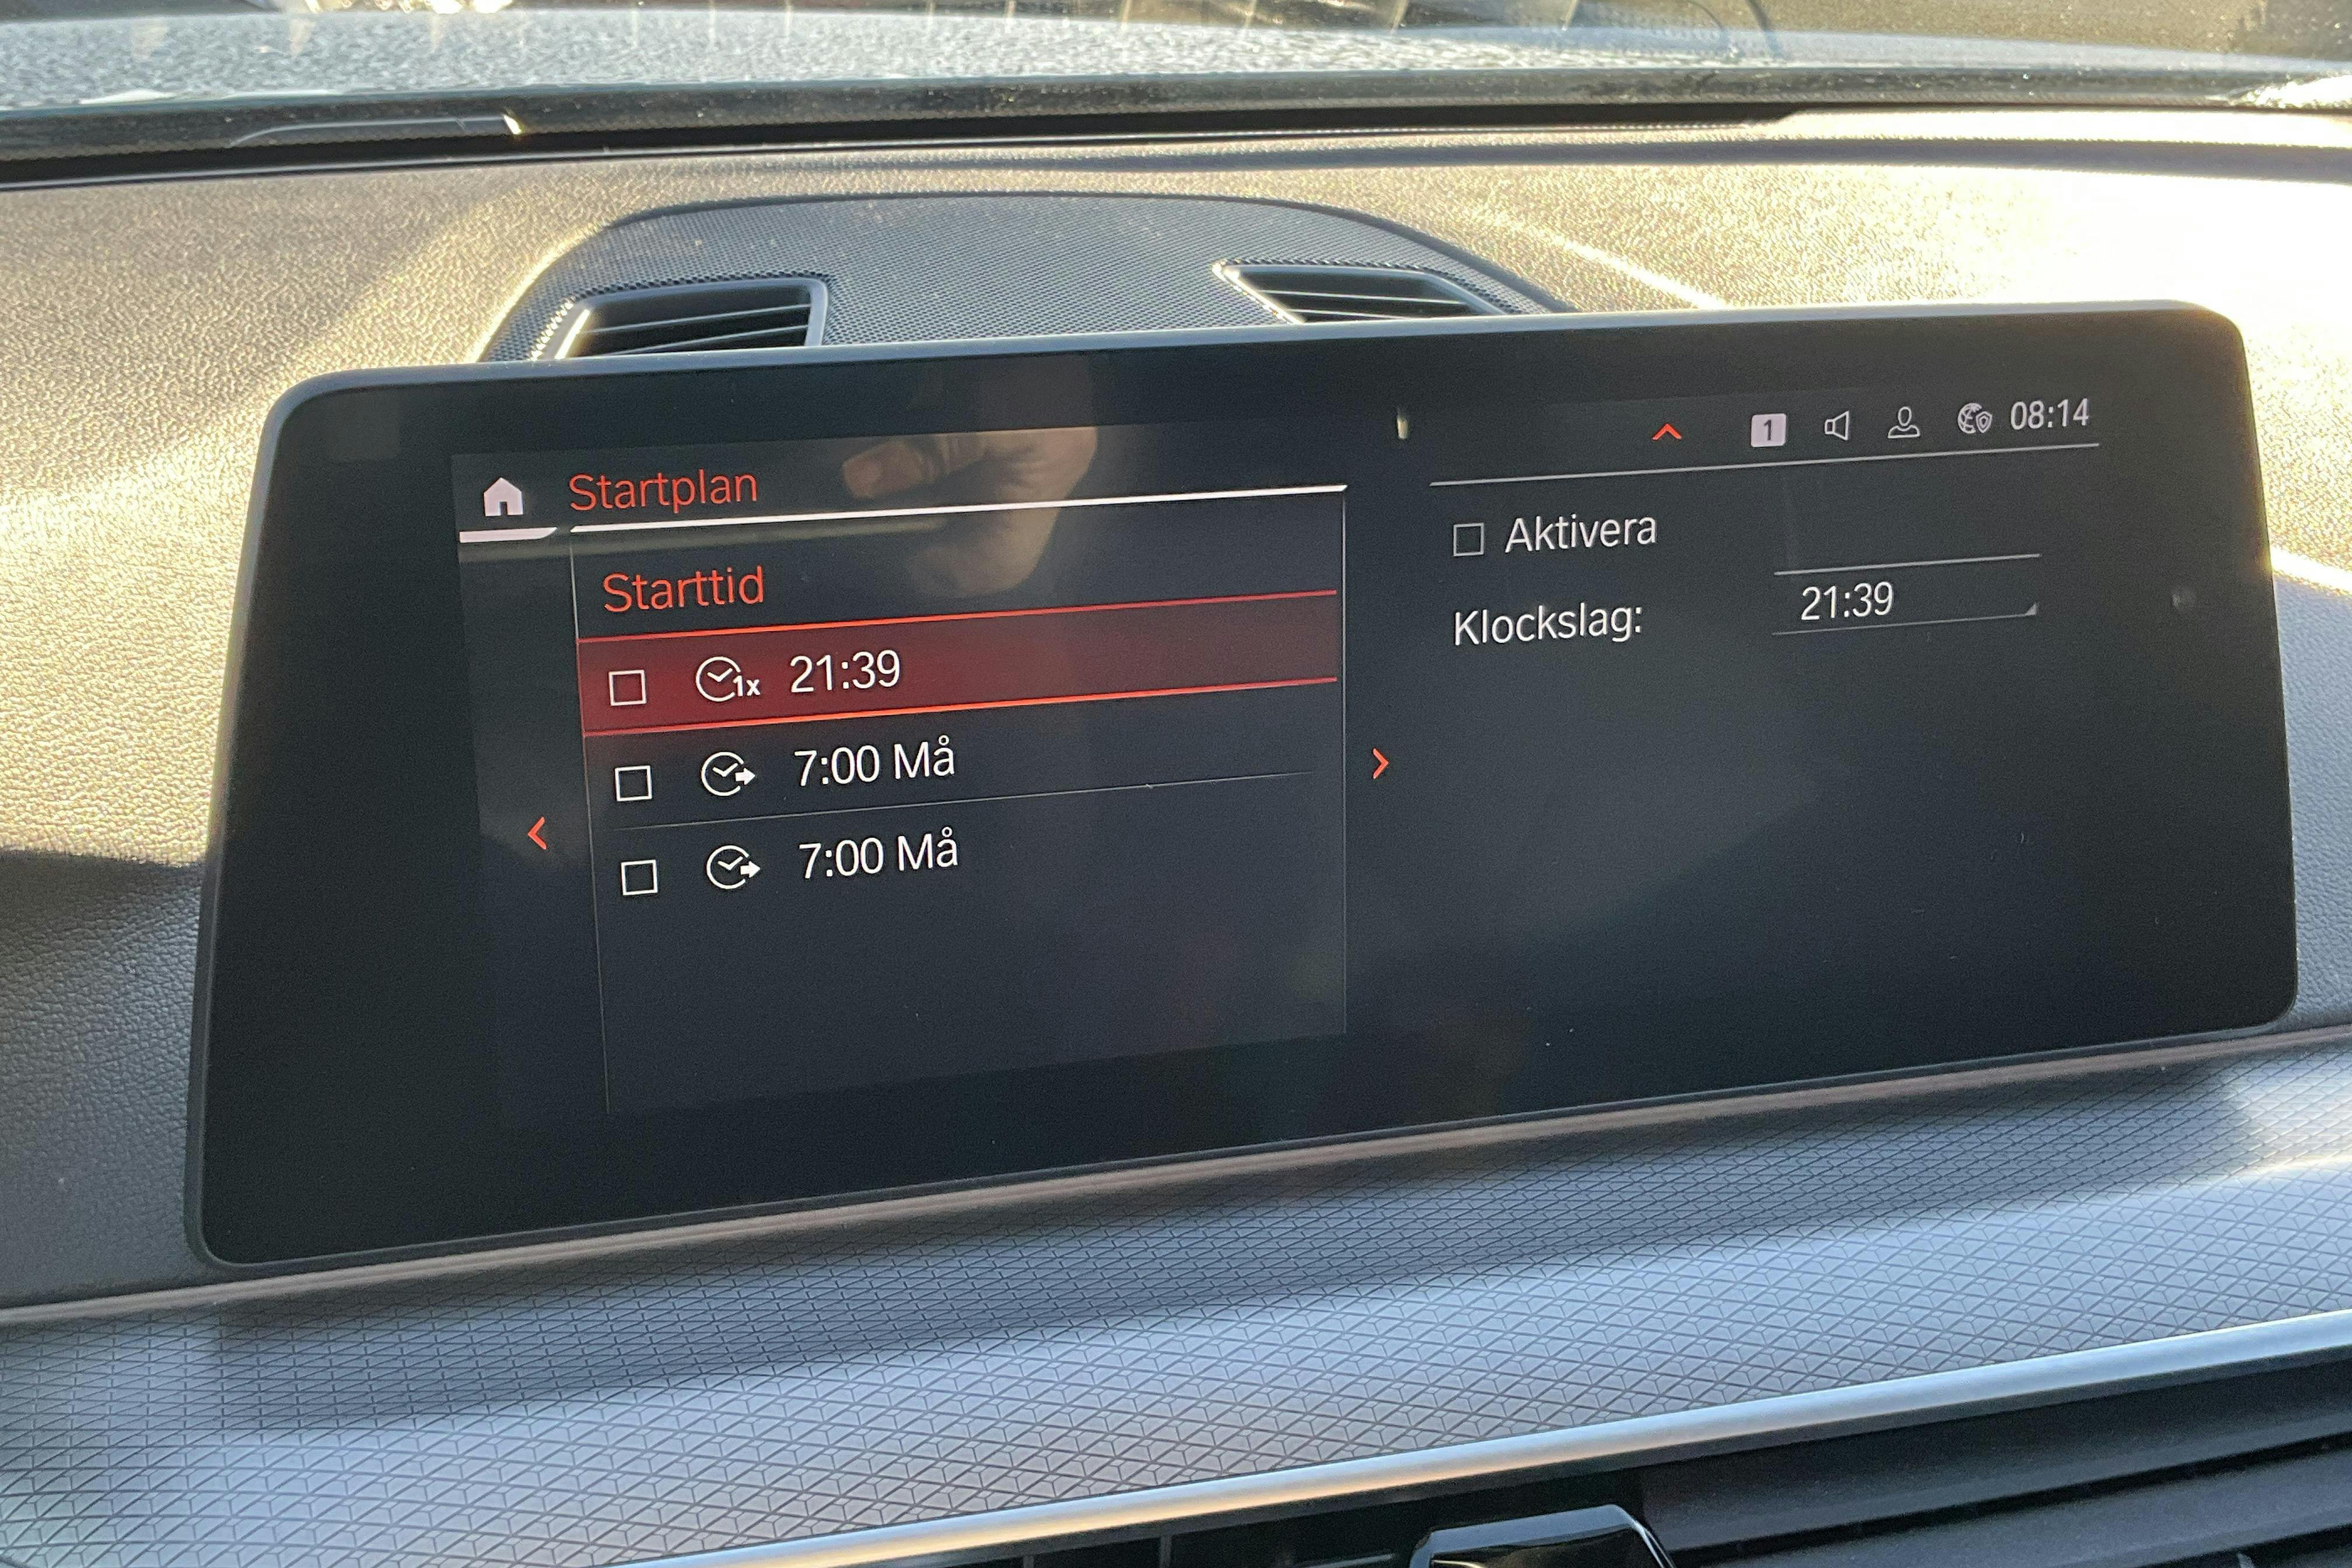 Startplan
Starttid
1x 21:39
7:00 Må
7:00 Må
1 08:14
Aktivera
Klockslag: 21:39